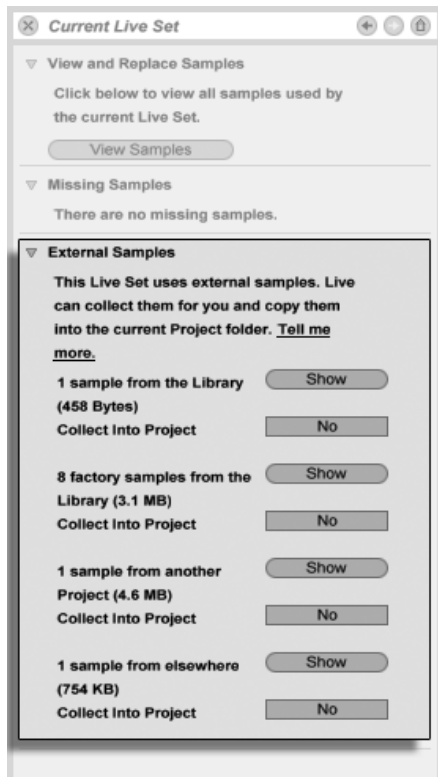 Current Live Set
View and Replace Samples
Click below to view all samples used by
the current Live Set.
View Samples
Missing Samples
There are no missing samples.
External Samples
This Live Set uses external samples. Live
can collect them for you and copy them
into the current Project folder. Tell me
more.
1 sample from the Library
(458 Bytes)
Show
Collect Into Project
No
8 factory samples from the
Library (3.1 MB)
Show
Collect Into Project
No
1 sample from another
Project (4.6 MB)
Show
Collect Into Project
No
1 sample from elsewhere
(754 KB)
Show
Collect Into Project
No